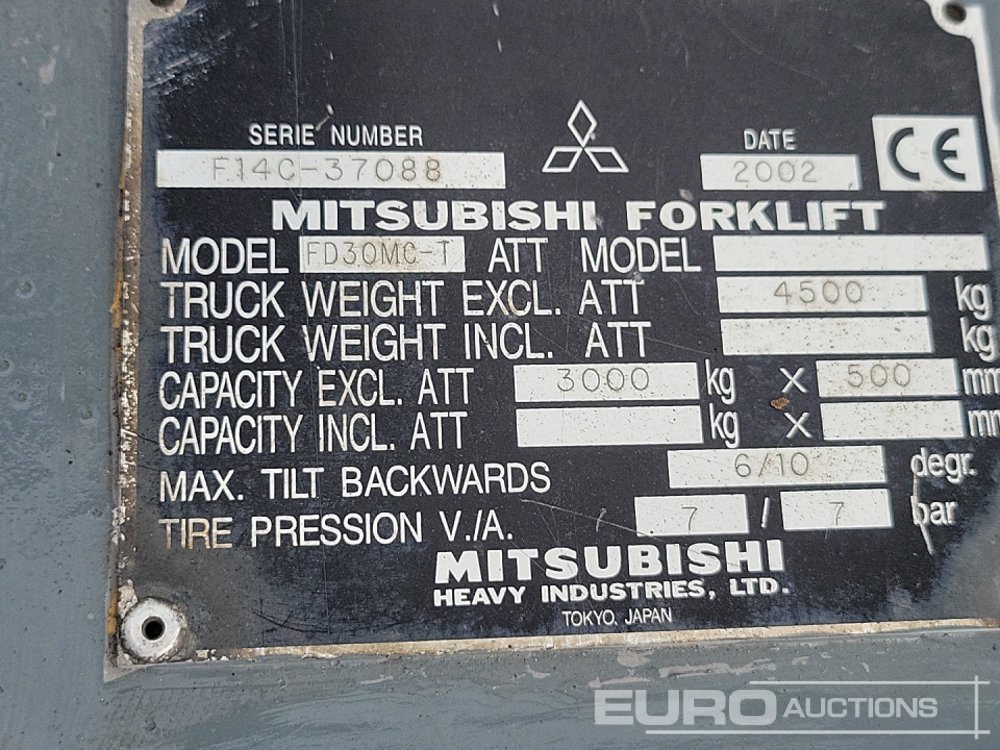 SERIE NUMBER DATE
F14C-37088 2002 CE
MITSUBISHI FORKLIFT
MODEL FD30MC-T ATT MODEL
TRUCK WEIGHT EXCL. ATT 4500 kg
TRUCK WEIGHT INCL. ATT kg
CAPACITY EXCL. ATT 3000 kg X 500 mm
CAPACITY INCL. ATT kg X mm
MAX. TILT BACKWARDS 6/10 degr.
TIRE PRESSION V./A. 7 / 7 bar
MITSUBISHI
HEAVY INDUSTRIES, LTD.
TOKYO, JAPAN
EURO AUCTIONS